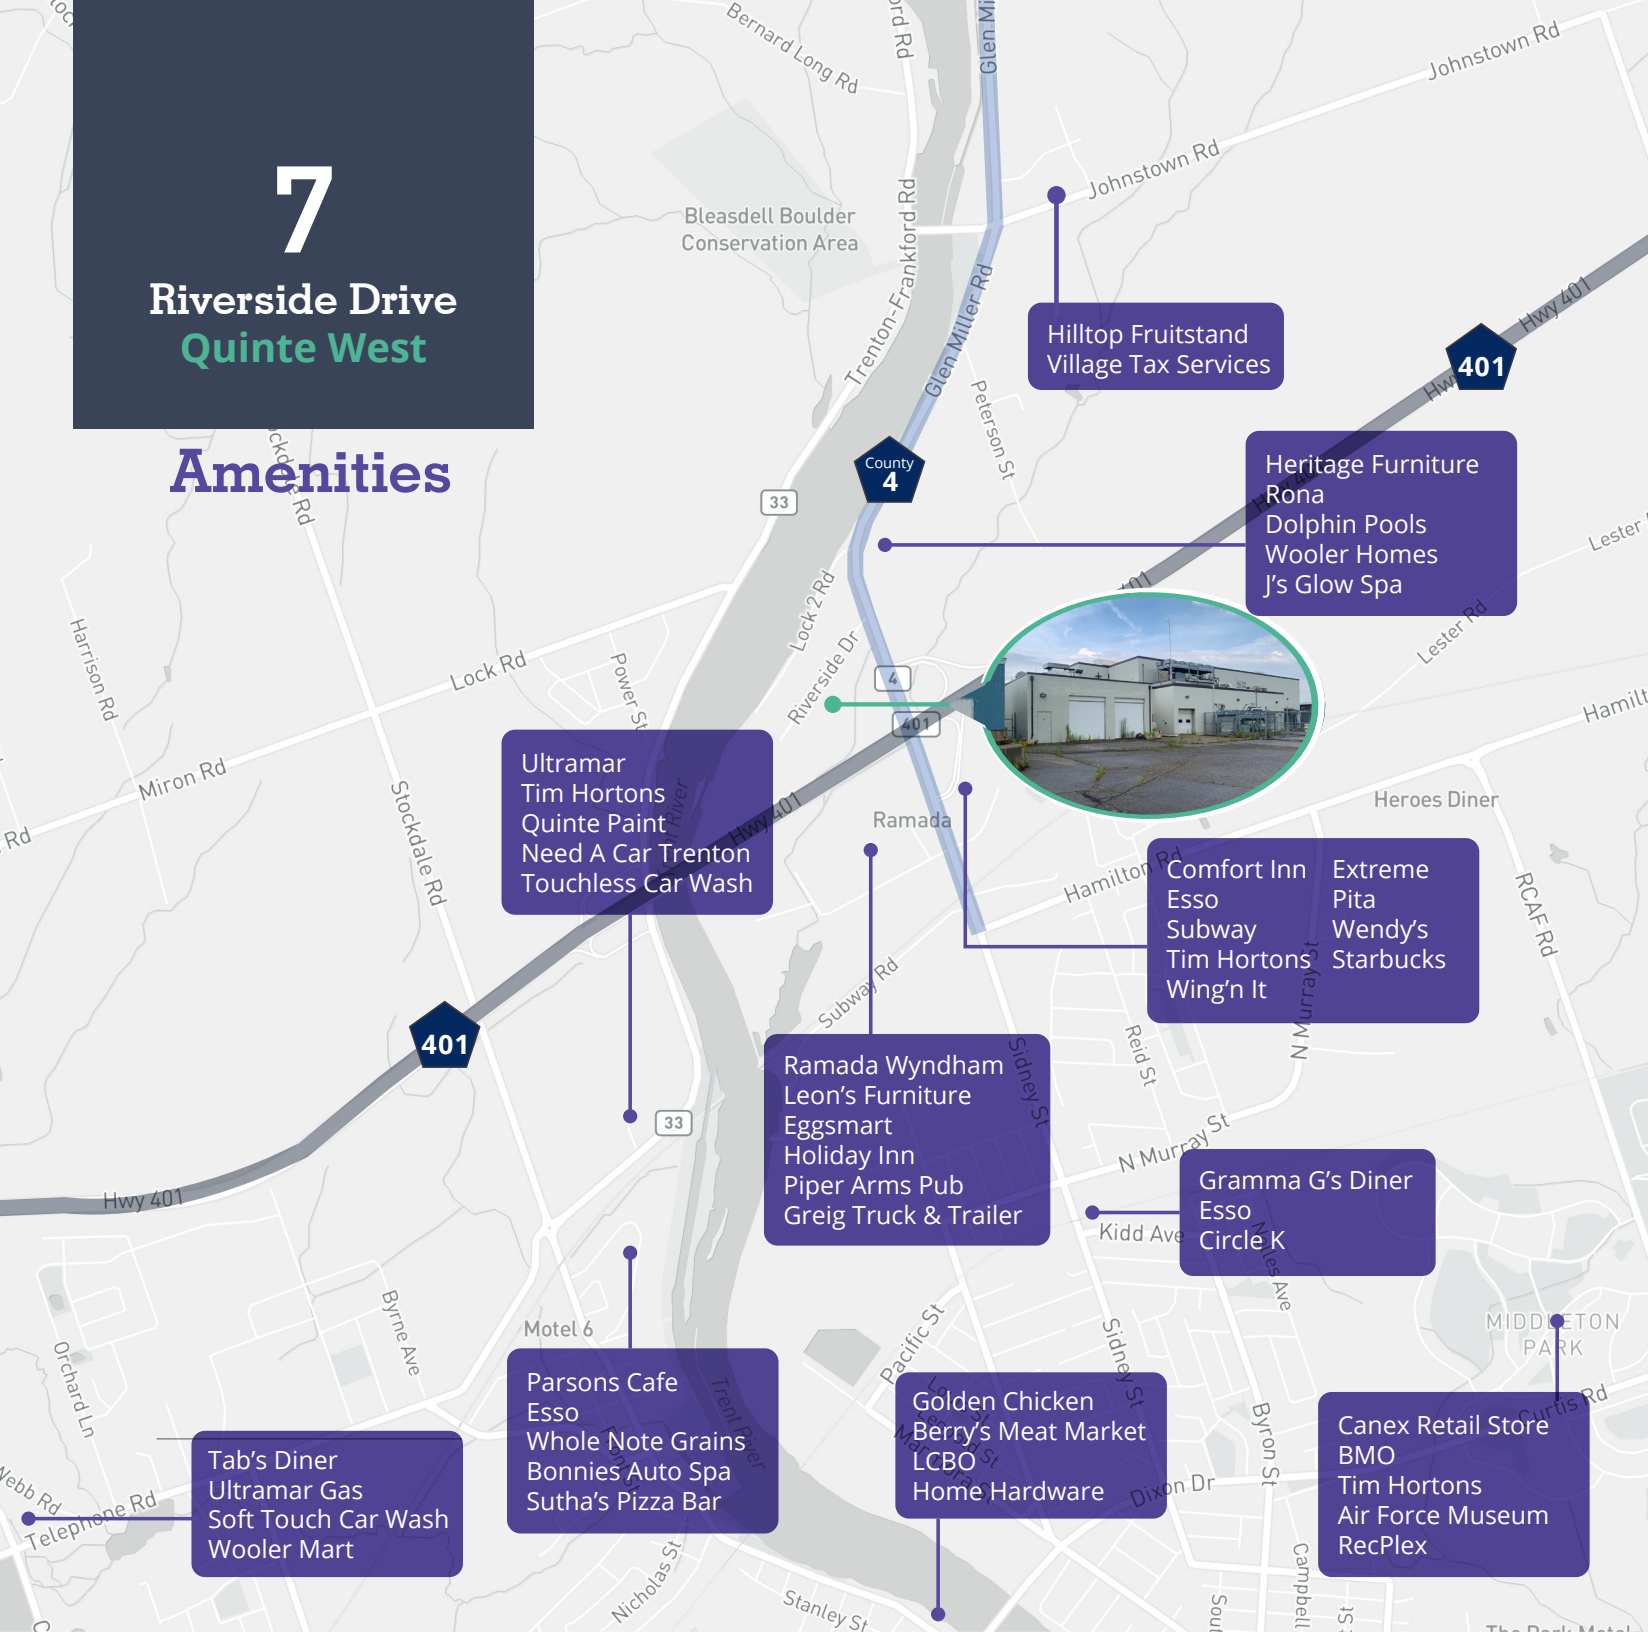 7
Riverside Drive
Quinte West
Amenities
Bernard Long Rd
Johnstown Rd
Johnstown Rd
Bleasdell Boulder
Conservation Area
Trenton-Frankford Rd
Glen Miller Rd
Hwy 401
401
Hilltop Fruitstand
Village Tax Services
Peterson St
County
4
33
Heritage Furniture
Rona
Dolphin Pools
Wooler Homes
J's Glow Spa
Lester Rd
Lock 2 Rd
Riverside Dr
4
401
Harrison Rd
Lock Rd
Power St
Miron Rd
Stockdale Rd
Ultramar
Tim Hortons
Quinte Paint
Need A Car Trenton
Touchless Car Wash
Hwy 401
Ramada
Heroes Diner
Hamilton Rd
RCAF Rd
Comfort Inn
Esso
Subway
Tim Hortons
Wing'n It
Extreme
Pita
Wendy's
Starbucks
N Murray St
Subway Rd
401
33
Ramada Wyndham
Leon's Furniture
Eggsmart
Holiday Inn
Piper Arms Pub
Greig Truck & Trailer
Sidney St
Reid St
N Murray St
Hwy 401
Gramma G's Diner
Esso
Circle K
Kidd Ave
Byrne Ave
Motel 6
Orchard Ln
Pacific St
Sidney St
MIDDLETON
PARK
Curtis Rd
Parsons Cafe
Esso
Whole Note Grains
Bonnies Auto Spa
Sutha's Pizza Bar
Trent River
Golden Chicken
Berry's Meat Market
LCBO
Home Hardware
Dixon Dr
Byron St
Canex Retail Store
BMO
Tim Hortons
Air Force Museum
RecPlex
Tab's Diner
Ultramar Gas
Soft Touch Car Wash
Wooler Mart
Webb Rd
Telephone Rd
Nicholas St
Stanley St
Campbell